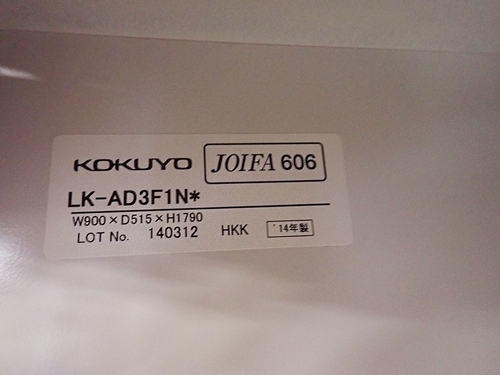 KOKUYO JOIFA 606
LK-AD3F1N*
W900×D515×H1790
LOT No. 140312 HKK '14年製